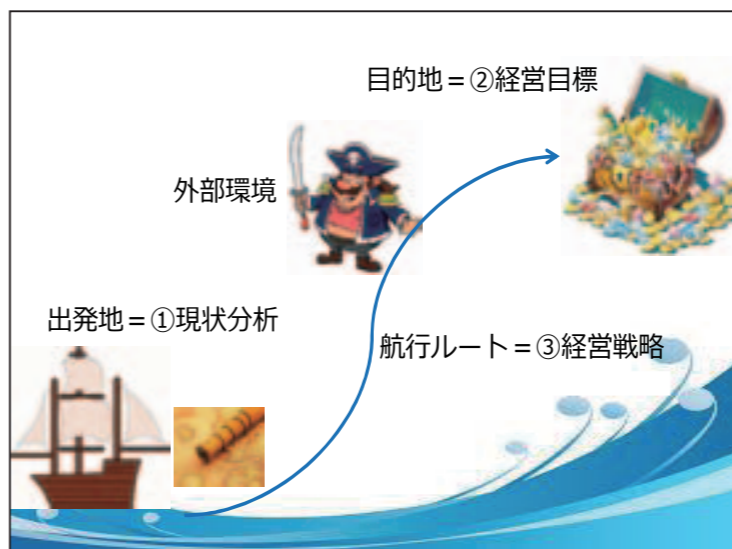 目的地＝②経営目標
外部環境
出発地＝①現状分析
航行ルート＝③経営戦略